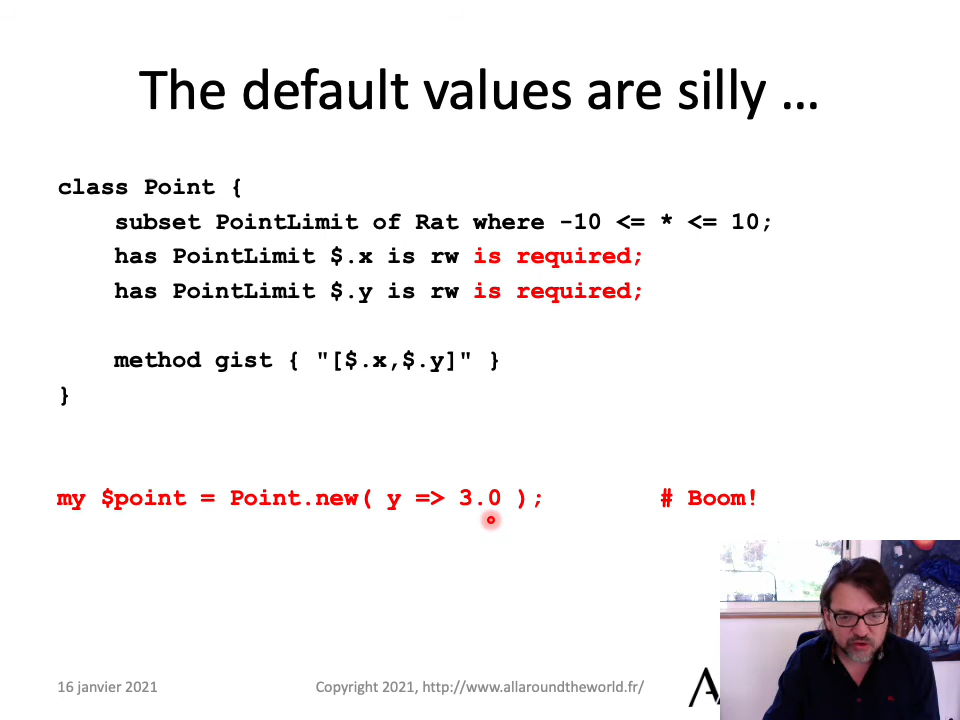 The default values are silly …
class Point {
    subset PointLimit of Rat where -10 <= * <= 10;
    has PointLimit $.x is rw is required;
    has PointLimit $.y is rw is required;
    method gist { "[$.x,$.y]" }
}
my $point = Point.new( y => 3.0 );        # Boom!
16 janvier 2021
Copyright 2021, http://www.allaroundtheworld.fr/